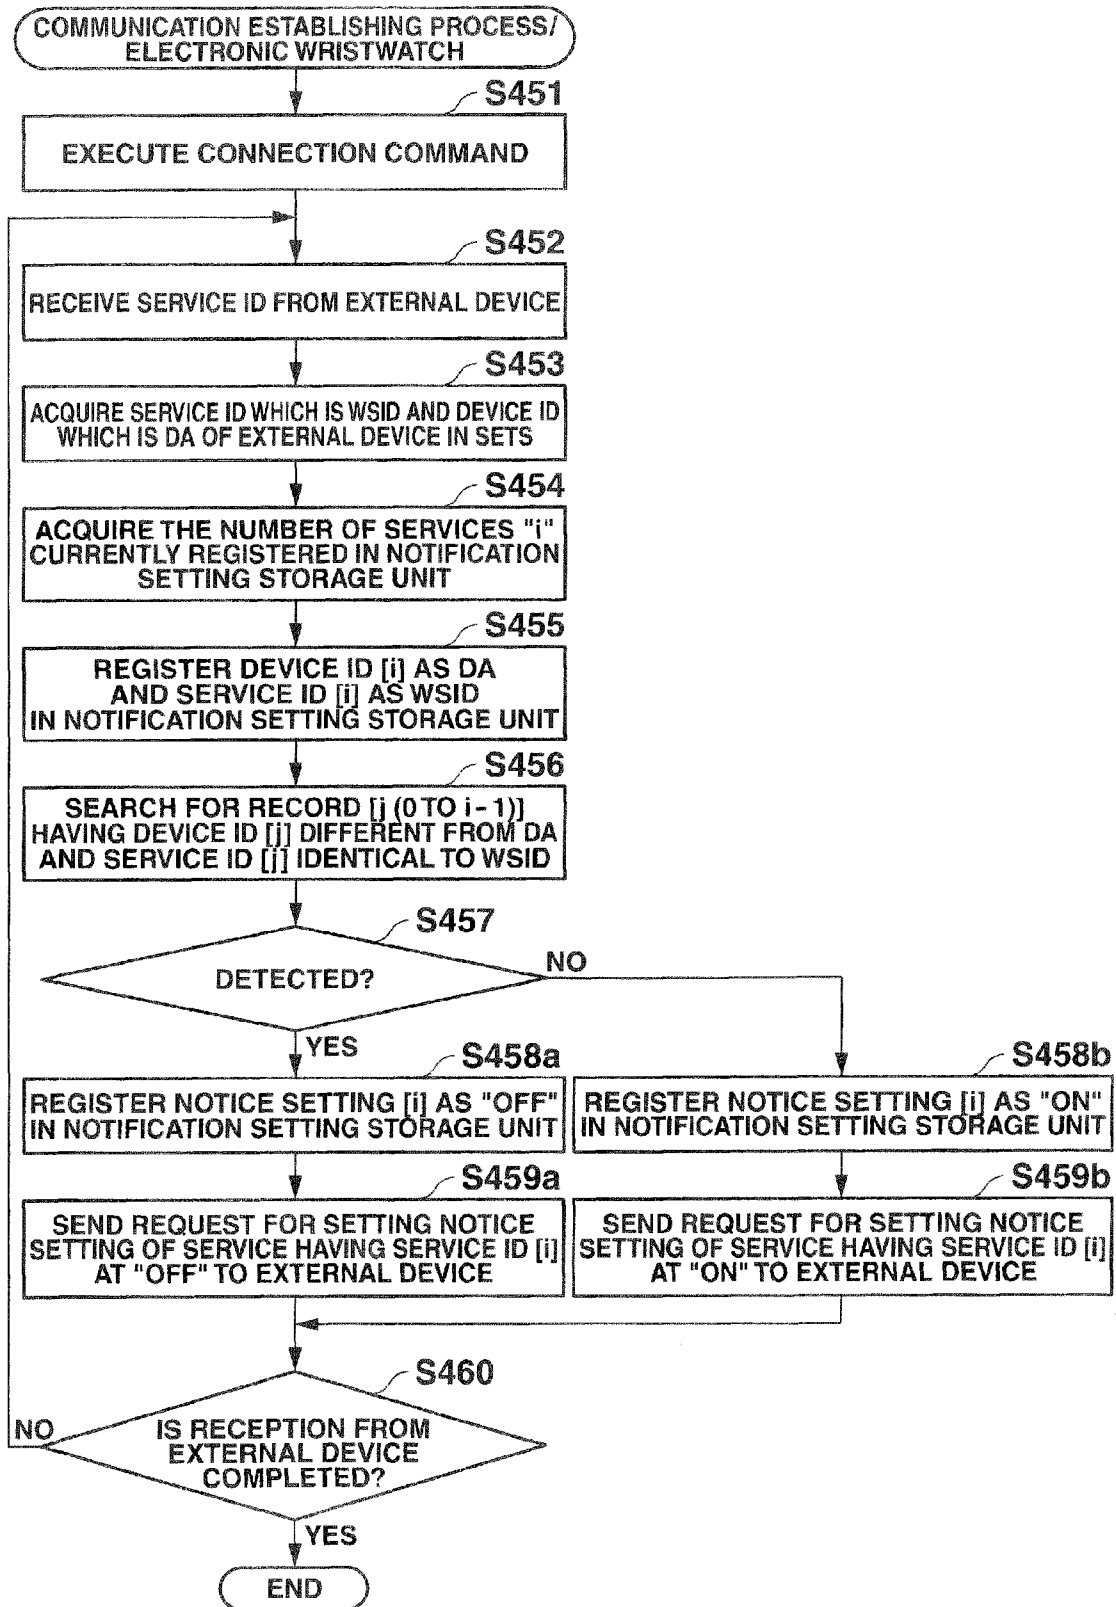 COMMUNICATION ESTABLISHING PROCESS/
ELECTRONIC WRISTWATCH
S451
EXECUTE CONNECTION COMMAND
S452
RECEIVE SERVICE ID FROM EXTERNAL DEVICE
S453
ACQUIRE SERVICE ID WHICH IS WSID AND DEVICE ID
WHICH IS DA OF EXTERNAL DEVICE IN SETS
S454
ACQUIRE THE NUMBER OF SERVICES "i"
CURRENTLY REGISTERED IN NOTIFICATION
SETTING STORAGE UNIT
S455
REGISTER DEVICE ID [i] AS DA
AND SERVICE ID [i] AS WSID
IN NOTIFICATION SETTING STORAGE UNIT
S456
SEARCH FOR RECORD [j (0 TO i - 1)]
HAVING DEVICE ID [j] DIFFERENT FROM DA
AND SERVICE ID [j] IDENTICAL TO WSID
S457
DETECTED?
NO
YES
S458a
REGISTER NOTICE SETTING [i] AS "OFF"
IN NOTIFICATION SETTING STORAGE UNIT
S458b
REGISTER NOTICE SETTING [i] AS "ON"
IN NOTIFICATION SETTING STORAGE UNIT
S459a
SEND REQUEST FOR SETTING NOTICE
SETTING OF SERVICE HAVING SERVICE ID [i]
AT "OFF" TO EXTERNAL DEVICE
S459b
SEND REQUEST FOR SETTING NOTICE
SETTING OF SERVICE HAVING SERVICE ID [i]
AT "ON" TO EXTERNAL DEVICE
S460
NO
IS RECEPTION FROM
EXTERNAL DEVICE
COMPLETED?
YES
END